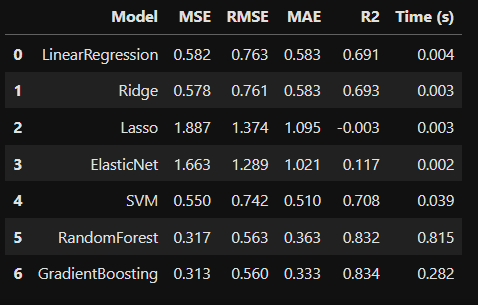 Model MSE RMSE MAE R2 Time (s)
0 LinearRegression 0.582 0.763 0.583 0.691 0.004
1 Ridge 0.578 0.761 0.583 0.693 0.003
2 Lasso 1.887 1.374 1.095 -0.003 0.003
3 ElasticNet 1.663 1.289 1.021 0.117 0.002
4 SVM 0.550 0.742 0.510 0.708 0.039
5 RandomForest 0.317 0.563 0.363 0.832 0.815
6 GradientBoosting 0.313 0.560 0.333 0.834 0.282